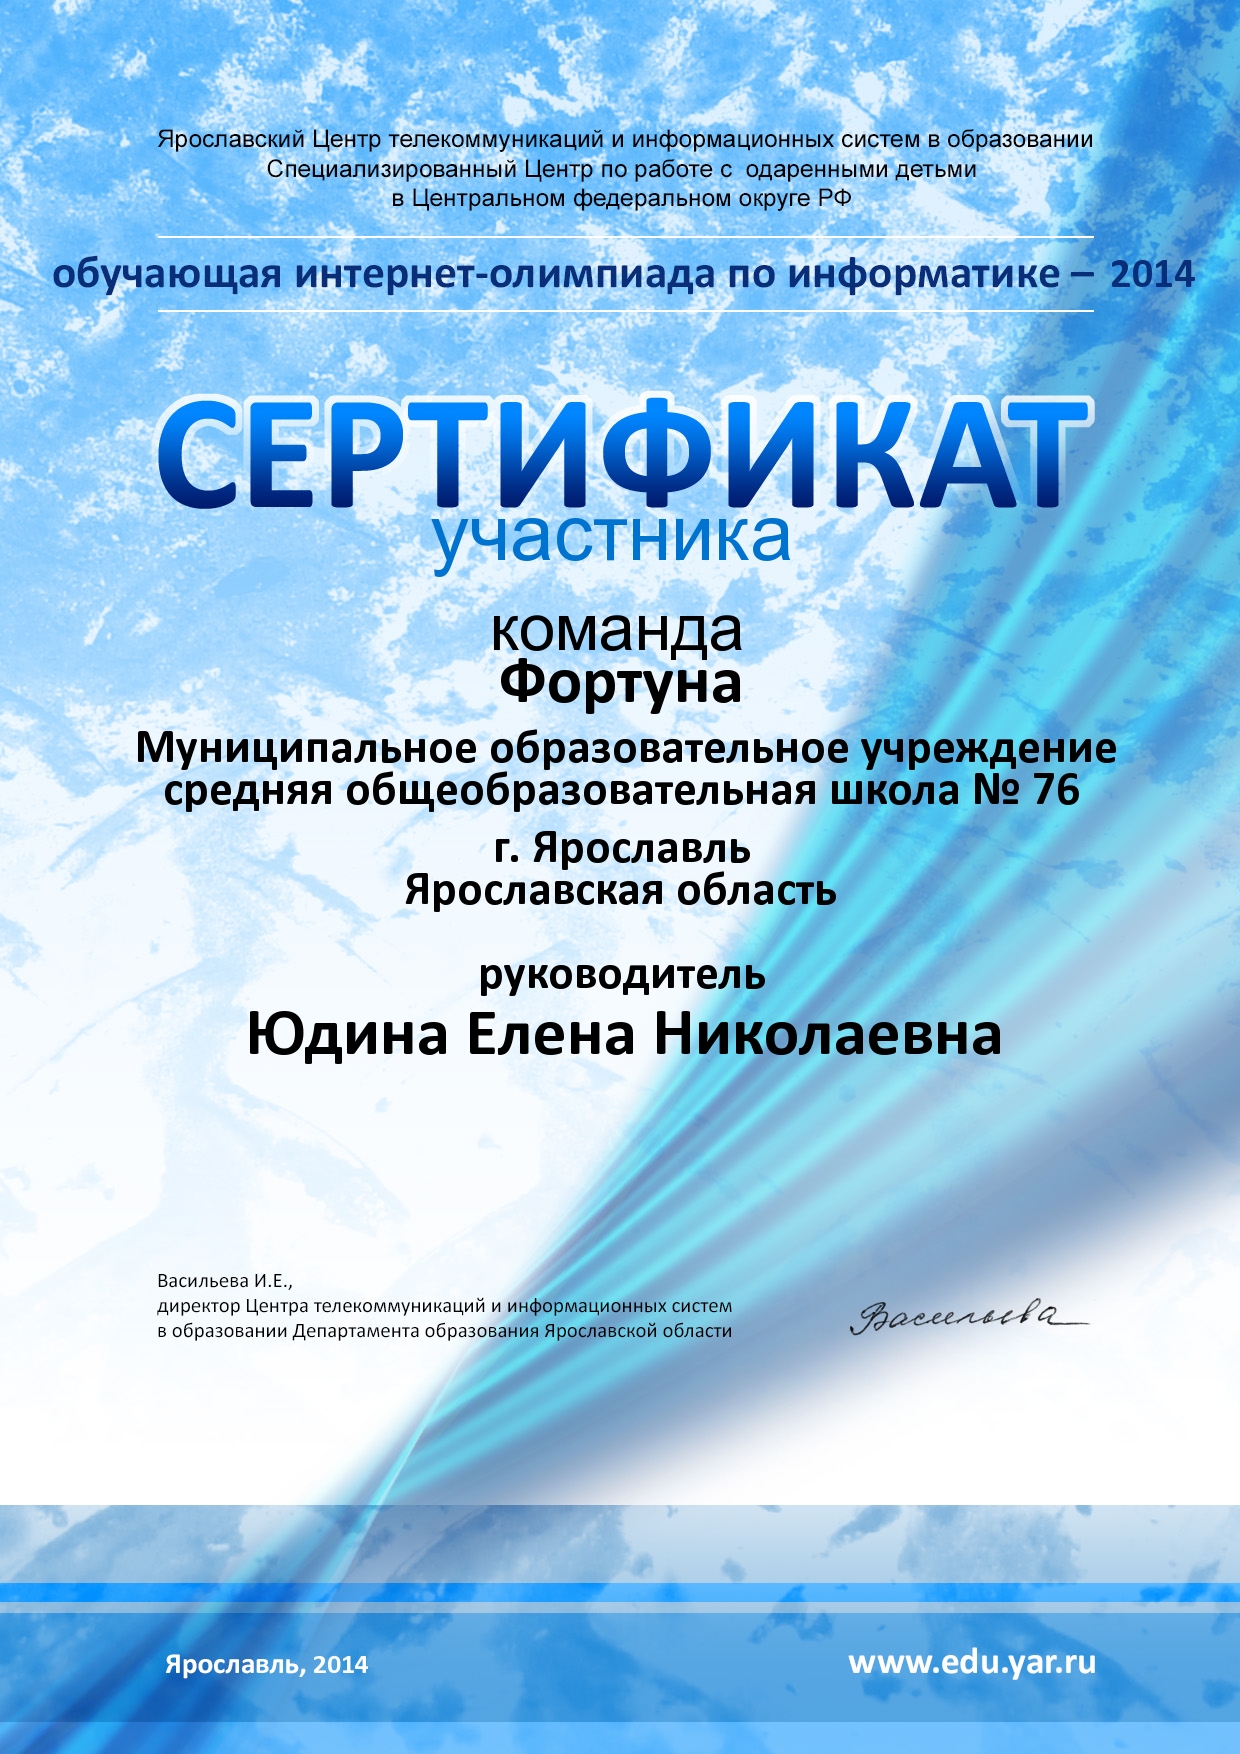 Ярославский Центр телекоммуникаций и информационных систем в образовании
Специализированный Центр по работе с одаренными детьми
в Центральном федеральном округе РФ
обучающая интернет-олимпиада по информатике – 2014
СЕРТИФИКАТ
участника
команда
Фортуна
Муниципальное образовательное учреждение
средняя общеобразовательная школа № 76
г. Ярославль
Ярославская область
руководитель
Юдина Елена Николаевна
Васильева И.Е.,
директор Центра телекоммуникаций и информационных систем
в образовании Департамента образования Ярославской области
Васильева
Ярославль, 2014
www.edu.yar.ru